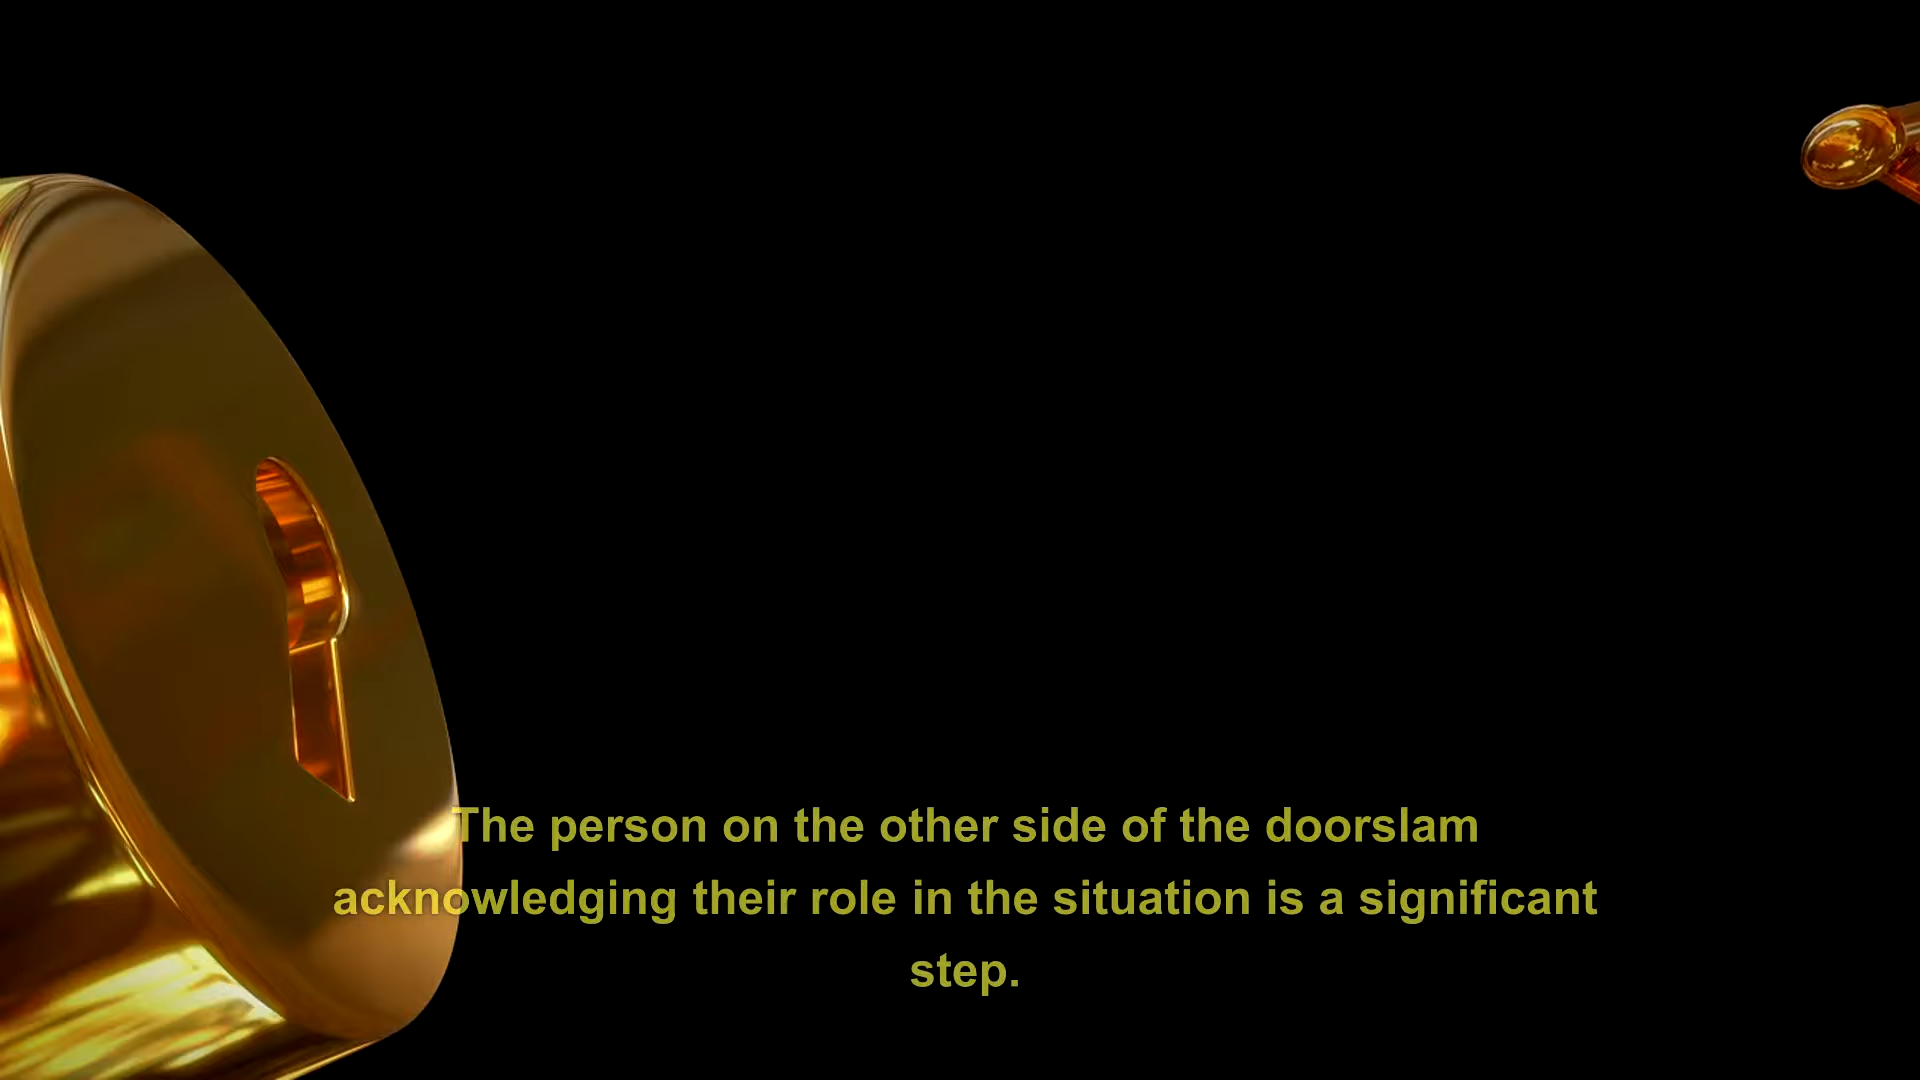 The person on the other side of the doorslam
acknowledging their role in the situation is a significant
step.